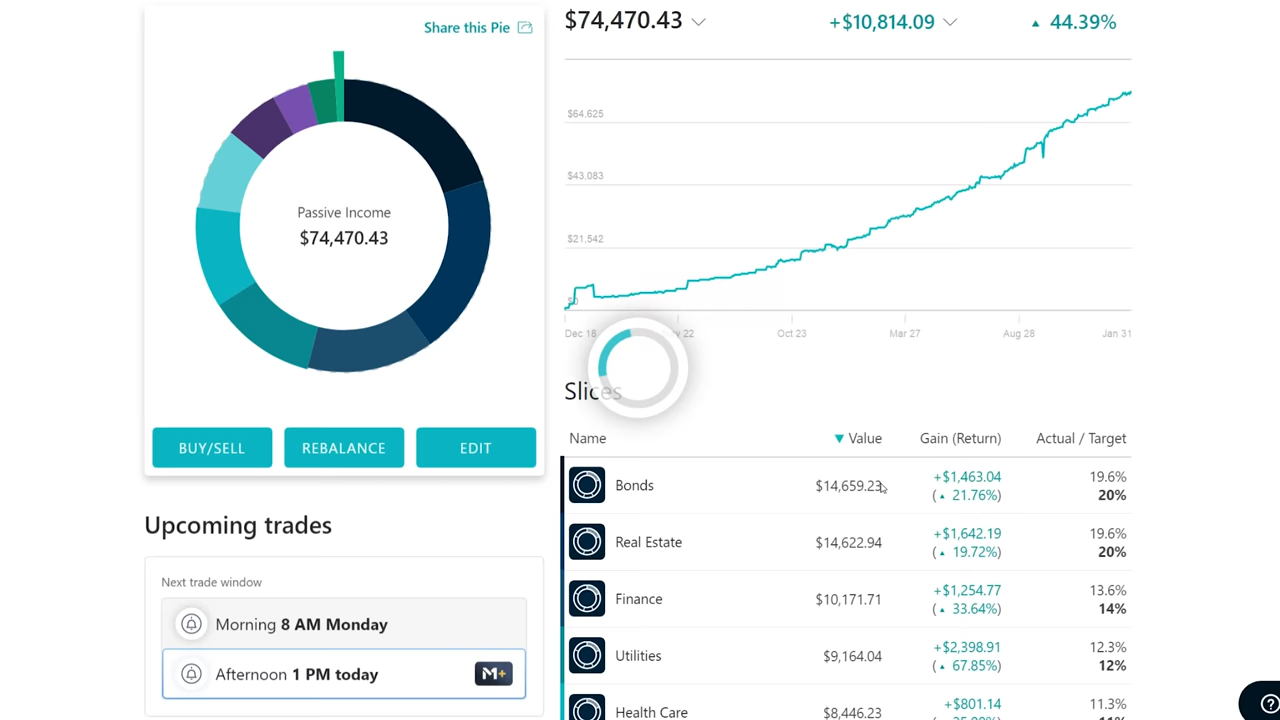 Share this Pie
Passive Income
$74,470.43
BUY/SELL
REBALANCE
EDIT
Upcoming trades
Next trade window
Morning 8 AM Monday
Afternoon 1 PM today
M+
$74,470.43
+$10,814.09
▲ 44.39%
$64,625
$43,083
$21,542
$0
Dec 18
22
Oct 23
Mar 27
Aug 28
Jan 31
Slices
Name ▼ Value Gain (Return) Actual / Target
Bonds $14,659.23 +$1,463.04 19.6%
(▲ 21.76%) 20%
Real Estate $14,622.94 +$1,642.19 19.6%
(▲ 19.72%) 20%
Finance $10,171.71 +$1,254.77 13.6%
(▲ 33.64%) 14%
Utilities $9,164.04 +$2,398.91 12.3%
(▲ 67.85%) 12%
Health Care $8,446.23 +$801.14 11.3%